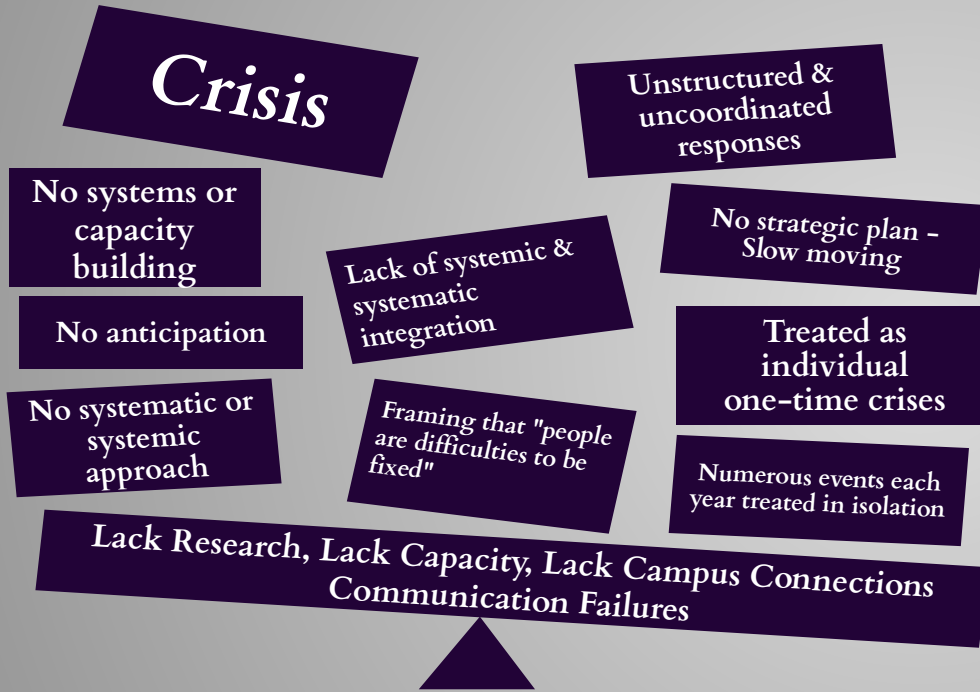 Crisis
Unstructured &
uncoordinated
responses
No systems or
capacity
building
No strategic plan -
Slow moving
Lack of systemic &
systematic
integration
No anticipation
Treated as
individual
one-time crises
No systematic or
systemic
approach
Framing that "people
are difficulties to be
fixed"
Numerous events each
year treated in isolation
Lack Research, Lack Capacity, Lack Campus Connections
Communication Failures